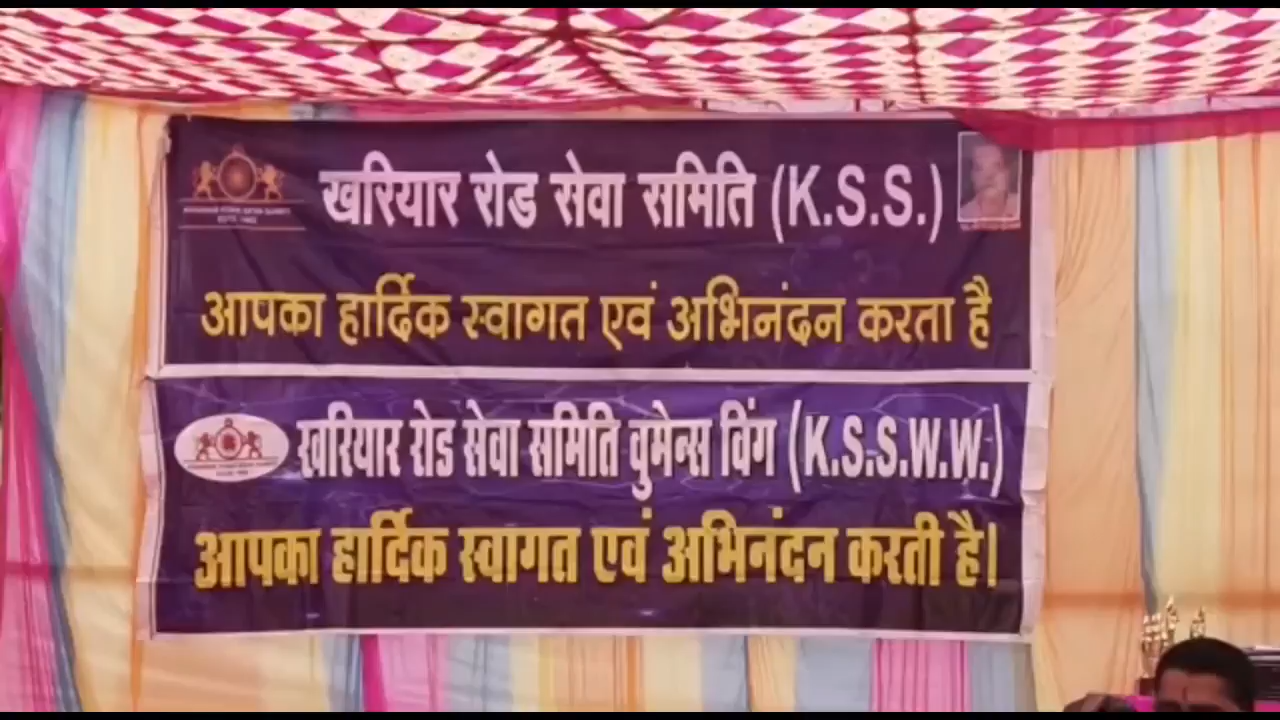 खरियार रोड सेवा समिति (K.S.S.)
आपका हार्दिक स्वागत एवं अभिनंदन करता है
खरियार रोड सेवा समिति वुमेन्स विंग (K.S.S.W.W.)
आपका हार्दिक स्वागत एवं अभिनंदन करती है।